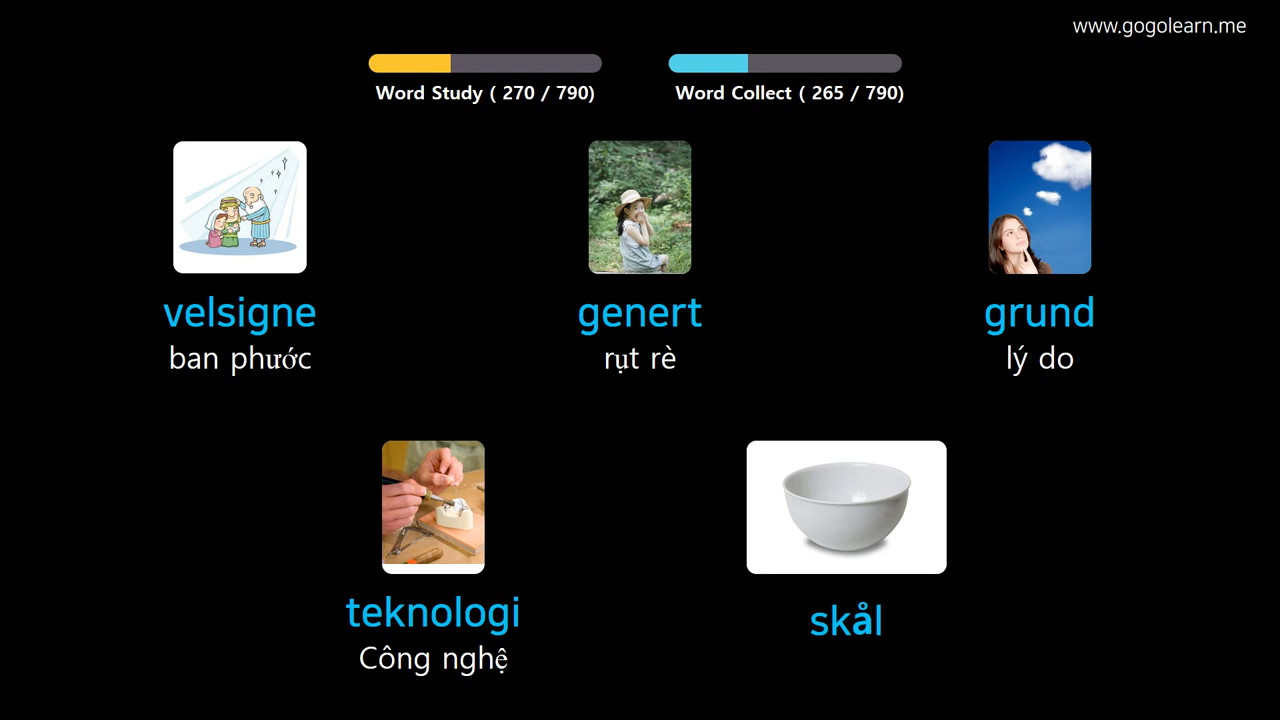 www.gogolearn.me
Word Study ( 270 / 790)
Word Collect ( 265 / 790)
velsigne
ban phước
genert
rụt rè
grund
lý do
teknologi
Công nghệ
skål